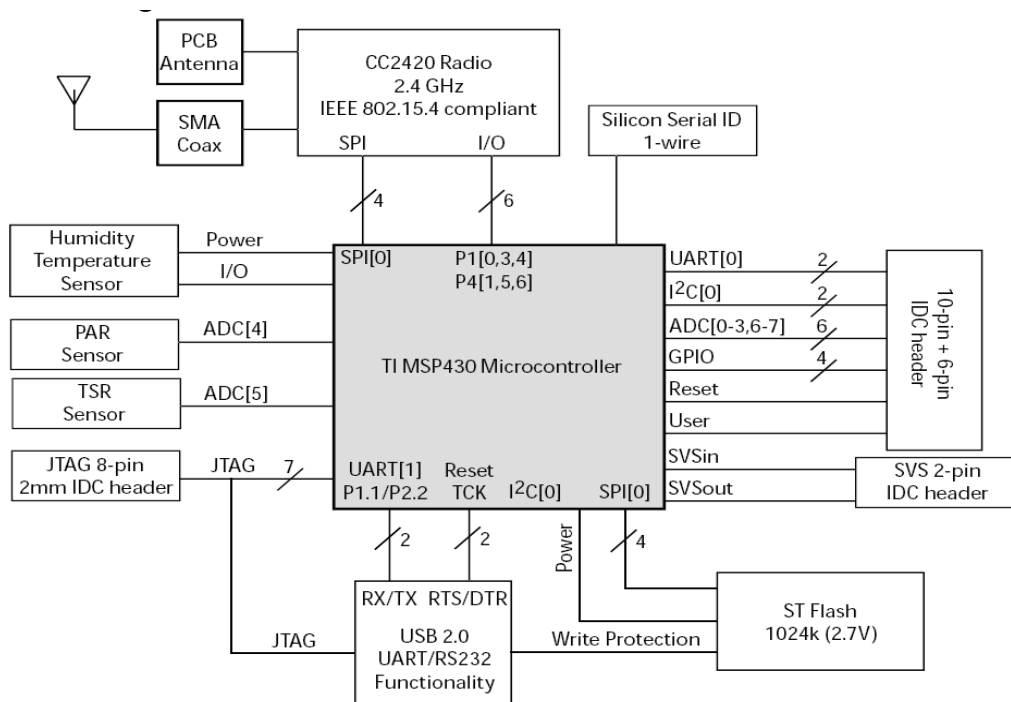 PCB
Antenna
CC2420 Radio
2.4 GHz
IEEE 802.15.4 compliant
SPI I/O
SMA
Coax
Silicon Serial ID
1-wire
4 6
Humidity
Temperature
Sensor
Power
I/O
SPI[0] P1[0,3,4]
P4[1,5,6]
UART[0] 2
I²C[0] 2
ADC[0-3,6-7] 6
GPIO 4
Reset
User
10-pin + 6-pin
IDC header
PAR
Sensor
ADC[4]
TI MSP430 Microcontroller
TSR
Sensor
ADC[5]
JTAG 8-pin
2mm IDC header
JTAG 7
UART[1] Reset
P1.1/P2.2 TCK I²C[0] SPI[0]
SVSin
SVSout
SVS 2-pin
IDC header
2 2 Power 4
RX/TX RTS/DTR
USB 2.0
UART/RS232
Functionality
JTAG
Write Protection
ST Flash
1024k (2.7V)